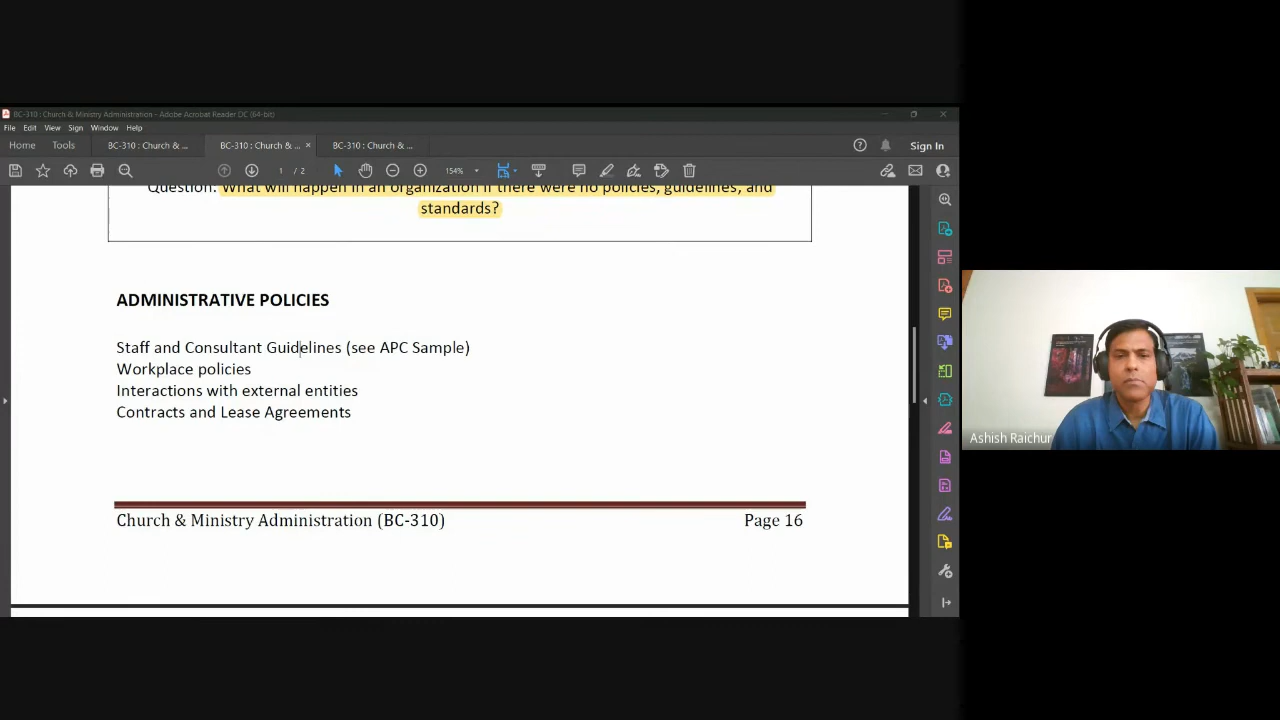 BC-310 : Church & Ministry Administration - Adobe Acrobat Reader DC (64-bit)
File Edit View Sign Window Help
Home Tools BC-310 : Church & ... BC-310 : Church & ... × BC-310 : Church & ... Sign In
1 / 2 154%
Question: What will happen in an organization if there were no policies, guidelines, and
standards?
ADMINISTRATIVE POLICIES
Staff and Consultant Guidelines (see APC Sample)
Workplace policies
Interactions with external entities
Contracts and Lease Agreements
Church & Ministry Administration (BC-310) Page 16
Ashish Raichur